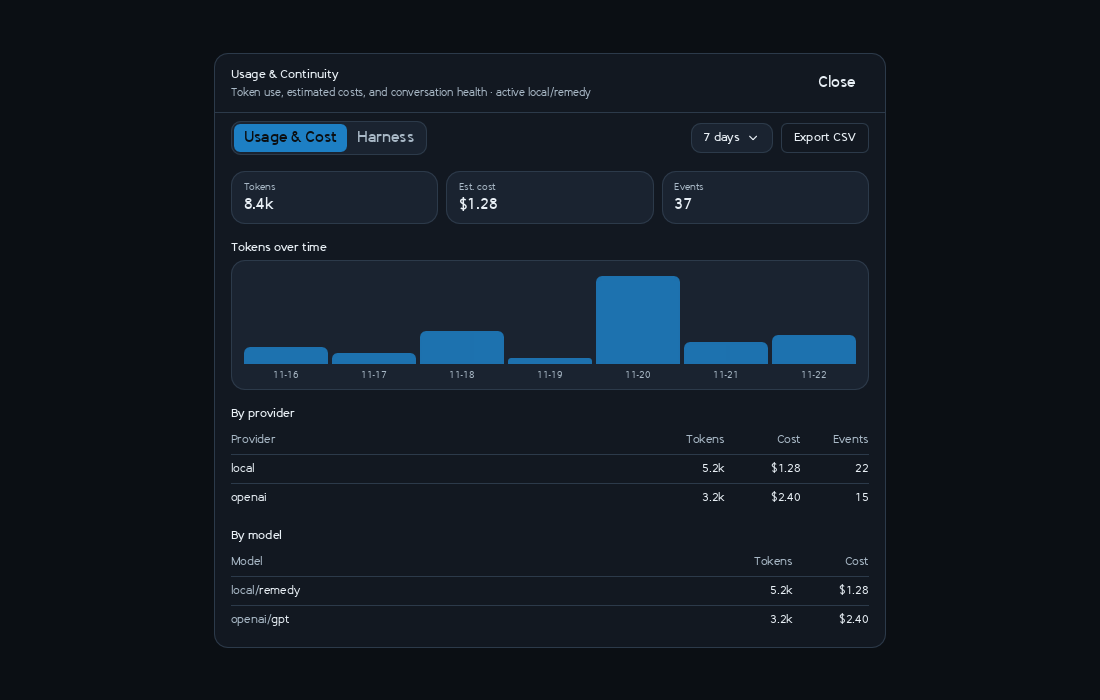 Usage & Continuity
Token use, estimated costs, and conversation health · active local/remedy
Close
Usage & Cost
Harness
7 days
Export CSV
Tokens
8.4k
Est. cost
$1.28
Events
37
Tokens over time
11-16 11-17 11-18 11-19 11-20 11-21 11-22
By provider
Provider Tokens Cost Events
local 5.2k $1.28 22
openai 3.2k $2.40 15
By model
Model Tokens Cost
local/remedy 5.2k $1.28
openai/gpt 3.2k $2.40